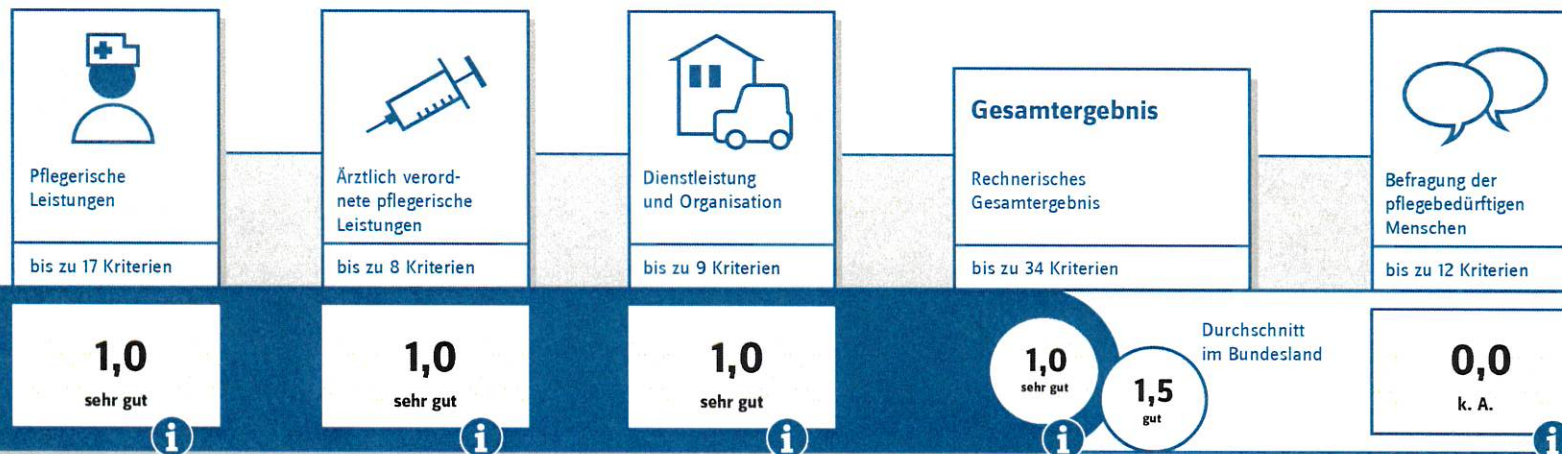 Pflegerische
Leistungen
bis zu 17 Kriterien
1,0
sehr gut
i
Ärztlich verord-
nete pflegerische
Leistungen
bis zu 8 Kriterien
1,0
sehr gut
i
Dienstleistung
und Organisation
bis zu 9 Kriterien
1,0
sehr gut
i
Gesamtergebnis
Rechnerisches
Gesamtergebnis
bis zu 34 Kriterien
1,0
sehr gut
i
1,5
gut
Durchschnitt
im Bundesland
Befragung der
pflegebedürftigen
Menschen
bis zu 12 Kriterien
0,0
k. A.
i